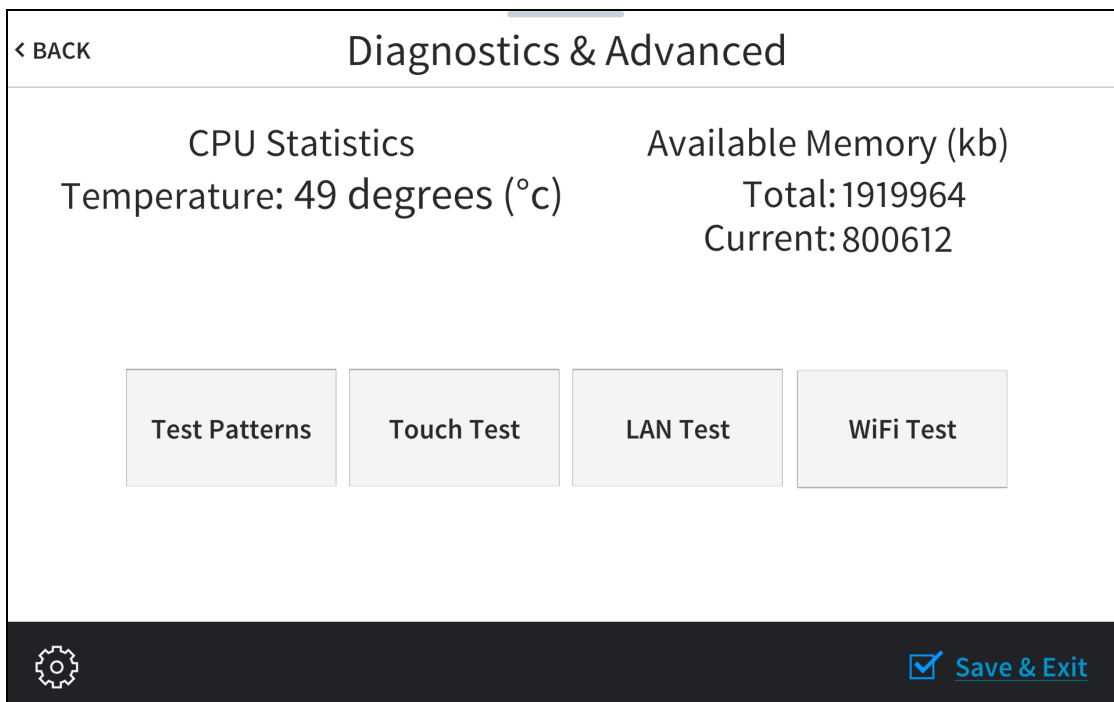 < BACK
Diagnostics & Advanced
CPU Statistics
Temperature: 49 degrees (°c)
Available Memory (kb)
Total: 1919964
Current: 800612
Test Patterns
Touch Test
LAN Test
WiFi Test
Save & Exit